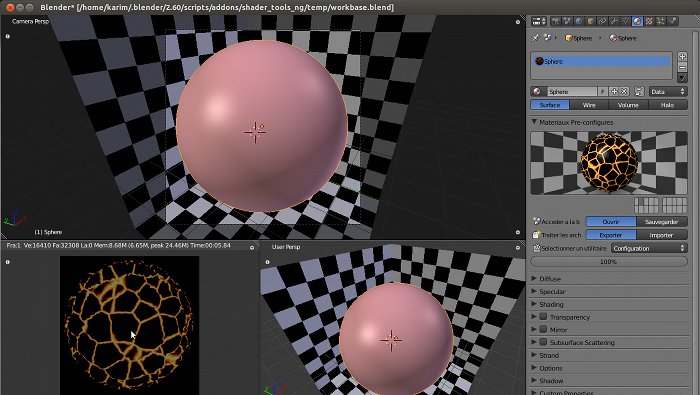 Blender* [/home/karim/.blender/2.60/scripts/addons/shader_tools_ng/temp/workbase.blend]
Camera Persp
(1) Sphere
Fra:1 Ve:16410 Fa:32308 La:0 Mem:8.68M (6.65M, peak 24.46M) Time:00:05.84
User Persp
Sphere
Sphere
Sphere
Sphere
F
Data
Surface
Wire
Volume
Halo
Materiaux Pre-configures
Acceder a la b
Ouvrir
Sauvegarder
Traiter les arch
Exporter
Importer
Selectionner un utilitaire
Configuration
100%
Diffuse
Specular
Shading
Transparency
Mirror
Subsurface Scattering
Strand
Options
Shadow
Custom Properties